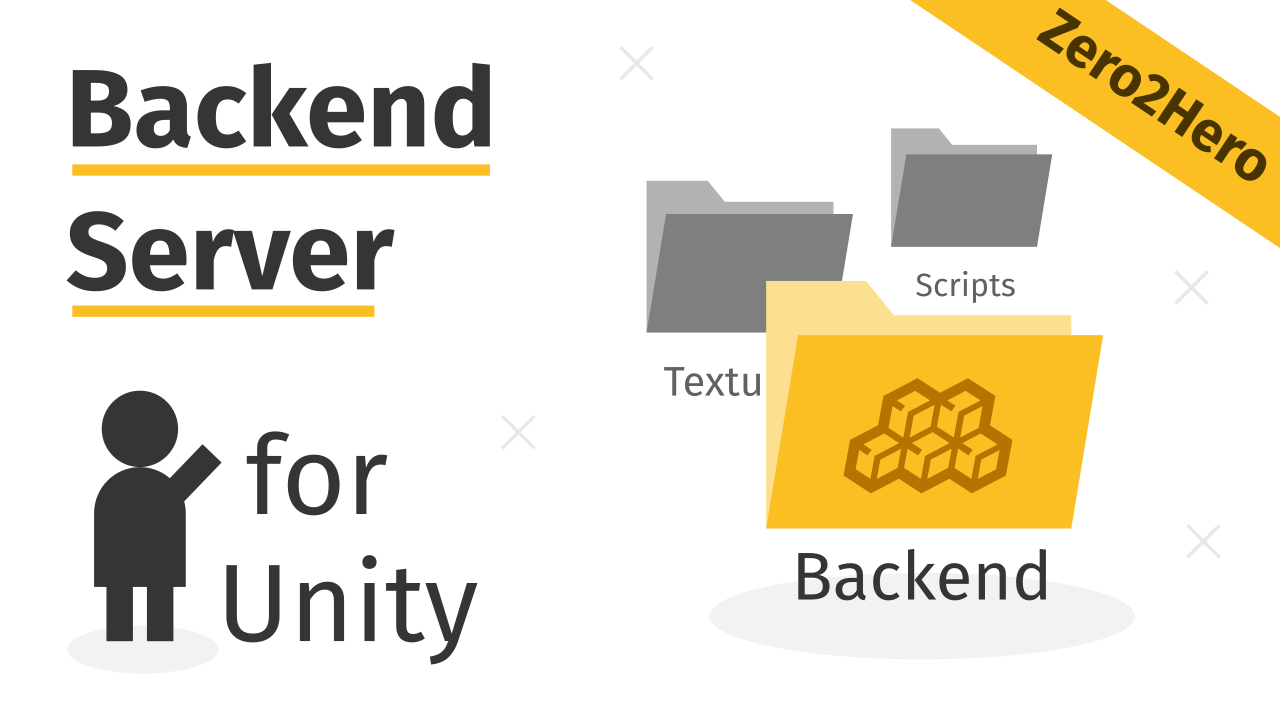 Backend
Server
for
Unity
Zero2Hero
Scripts
Textu
Backend